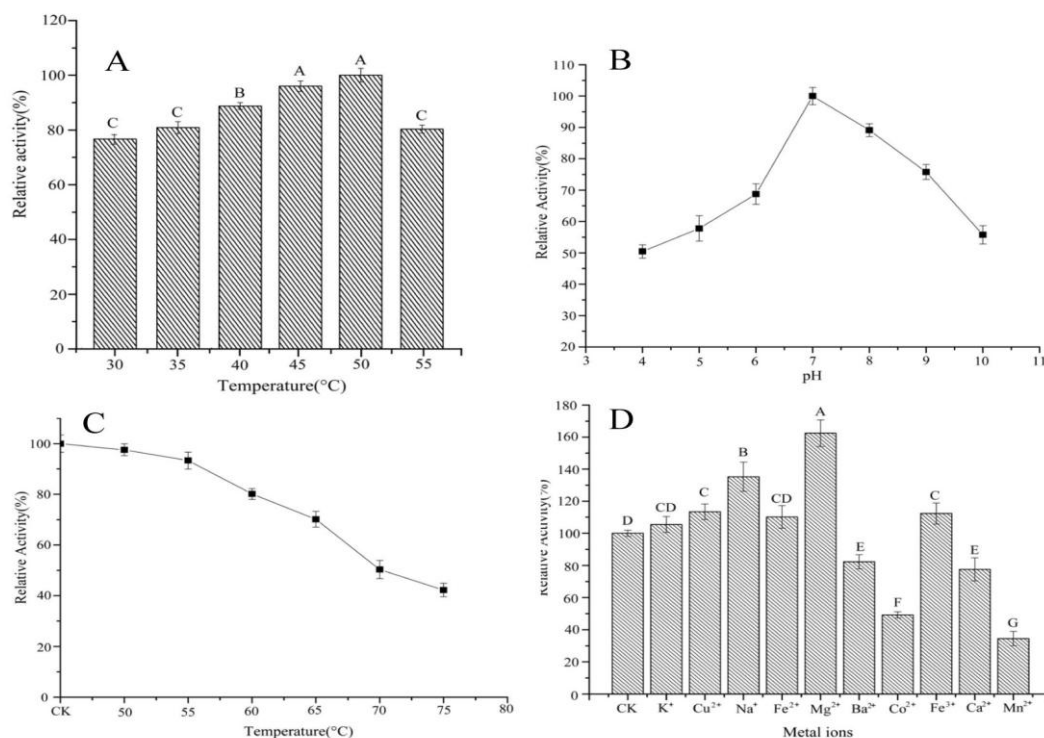 A
Relative activity(%)
120
100
80
60
40
20
0
C
C
B
A
A
C
30
35
40
45
50
55
Temperature(°C)
B
Relative Activity(%)
110
100
90
80
70
60
50
40
30
20
3
4
5
6
7
8
9
10
11
pH
C
Relative Activity(%)
100
80
60
40
20
0
CK
50
55
60
65
70
75
80
Temperature(°C)
D
Relative Activity(%)
180
160
140
120
100
80
60
40
20
0
D
CD
C
B
CD
A
E
F
C
E
G
CK
K⁺
Cu²⁺
Na⁺
Fe²⁺
Mg²⁺
Ba²⁺
Co²⁺
Fe³⁺
Ca²⁺
Mn²⁺
Metal ions